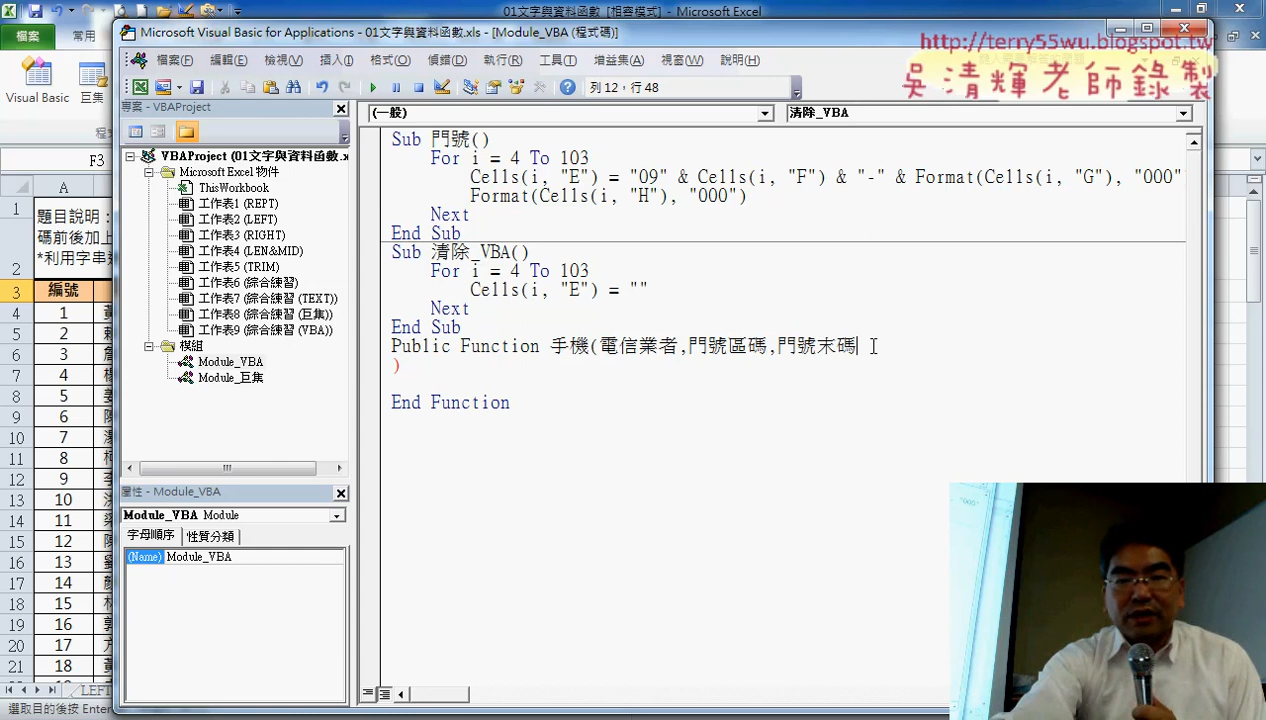 01文字與資料函數 [相容模式] - Microsoft Excel
檔案
常用
Visual Basic
巨集
F3
Microsoft Visual Basic for Applications - 01文字與資料函數.xls - [Module_VBA (程式碼)]
http://terry55wu.blogspot.tw
吳清輝老師錄製
檔案(F) 編輯(E) 檢視(V) 插入(I) 格式(O) 偵錯(D) 執行(R) 工具(T) 增益集(A) 視窗(W) 說明(H)
列 12，行 48
專案 - VBAProject
VBAProject (01文字與資料函數.x
Microsoft Excel 物件
ThisWorkbook
工作表1 (REPT)
工作表2 (LEFT)
工作表3 (RIGHT)
工作表4 (LEN&MID)
工作表5 (TRIM)
工作表6 (綜合練習)
工作表7 (綜合練習 (TEXT))
工作表8 (綜合練習 (巨集))
工作表9 (綜合練習 (VBA))
模組
Module_VBA
Module_巨集
屬性 - Module_VBA
Module_VBA Module
字母順序 性質分類
(Name) Module_VBA
(一般)
清除_VBA
Sub 門號()
For i = 4 To 103
Cells(i, "E") = "09" & Cells(i, "F") & "-" & Format(Cells(i, "G"), "000"
Format(Cells(i, "H"), "000")
Next
End Sub
Sub 清除_VBA()
For i = 4 To 103
Cells(i, "E") = ""
Next
End Sub
Public Function 手機(電信業者,門號區碼,門號末碼
)
End Function
A
1
題目說明：
碼前後加上
2
*利用字串連
3 編號
4 1
5 2
6 3
7 4
8 5
9 6
10 7
11 8
12 9
13 10
14 11
15 12
16 13
17 14
18 15
19 16
20 17
21 18
LEFT
選取目的後按 Enter